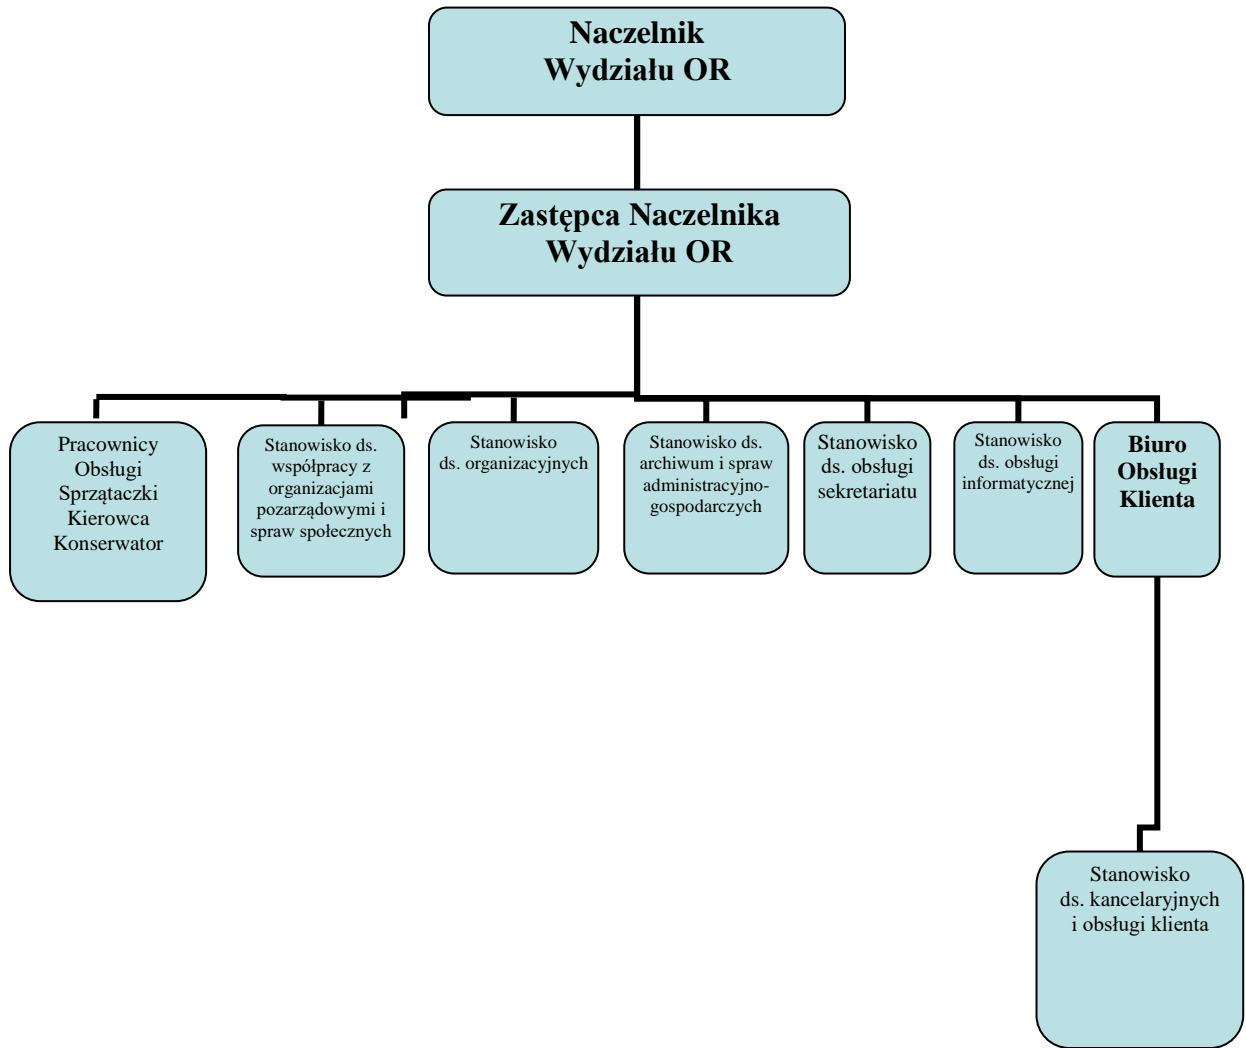 Naczelnik
Wydziału OR
Zastępca Naczelnika
Wydziału OR
Pracownicy
Obsługi
Sprzątaczki
Kierowca
Konserwator
Stanowisko ds.
współpracy z
organizacjami
pozarządowymi i
spraw społecznych
Stanowisko
ds. organizacyjnych
Stanowisko ds.
archiwum i spraw
administracyjno-
gospodarczych
Stanowisko
ds. obsługi
sekretariatu
Stanowisko
ds. obsługi
informatycznej
Biuro
Obsługi
Klienta
Stanowisko
ds. kancelaryjnych
i obsługi klienta